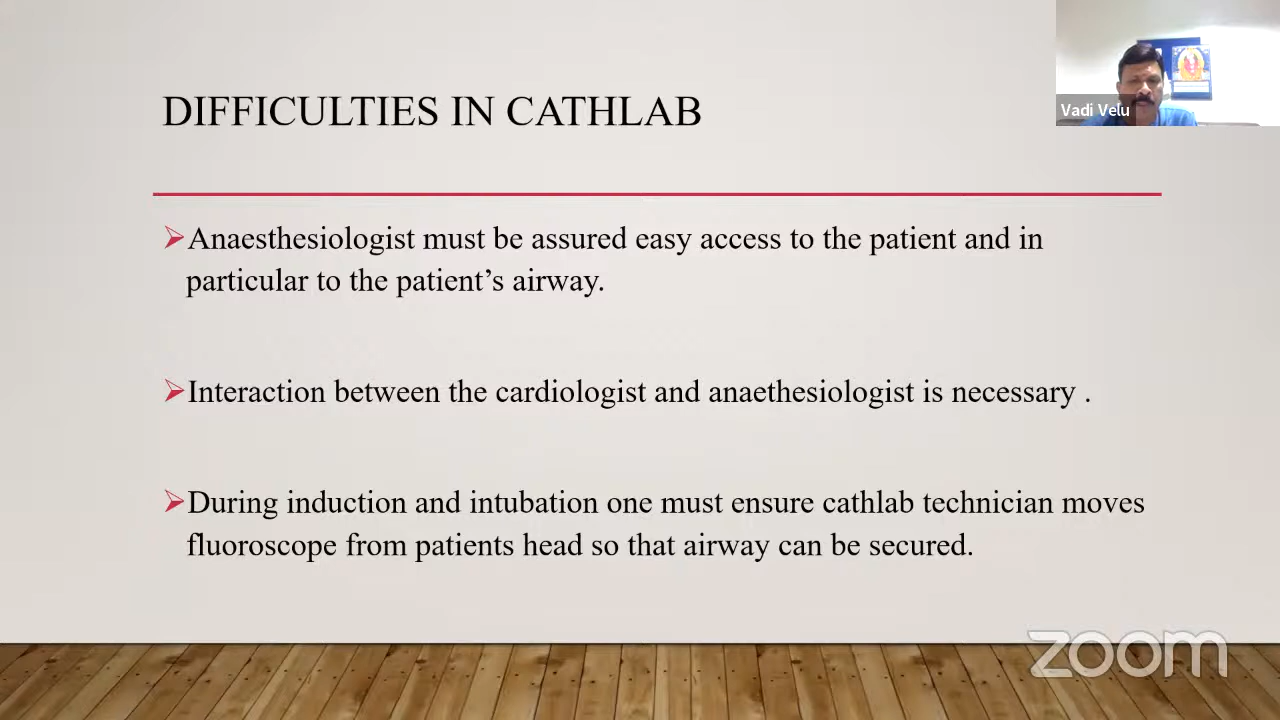 DIFFICULTIES IN CATHLAB
Vadi Velu
➢Anaesthesiologist must be assured easy access to the patient and in
particular to the patient’s airway.
➢Interaction between the cardiologist and anaethesiologist is necessary .
➢During induction and intubation one must ensure cathlab technician moves
fluoroscope from patients head so that airway can be secured.
zoom